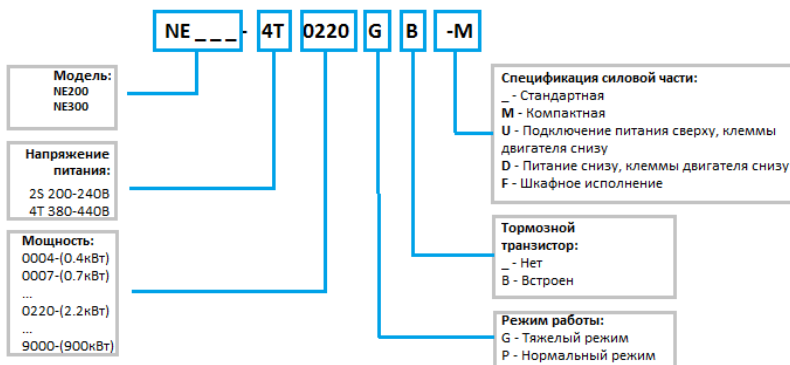 NE _ _ _ - 4T 0220 G B -M
Модель:
NE200
NE300
Напряжение
питания:
2S 200-240В
4T 380-440В
Мощность:
0004-(0.4кВт)
0007-(0.7кВт)
...
0220-(2.2кВт)
...
9000-(900кВт)
Спецификация силовой части:
_ - Стандартная
M - Компактная
U - Подключение питания сверху, клеммы
двигателя снизу
D - Питание снизу, клеммы двигателя снизу
F - Шкафное исполнение
Тормозной
транзистор:
_ - Нет
B - Встроен
Режим работы:
G - Тяжелый режим
P - Нормальный режим